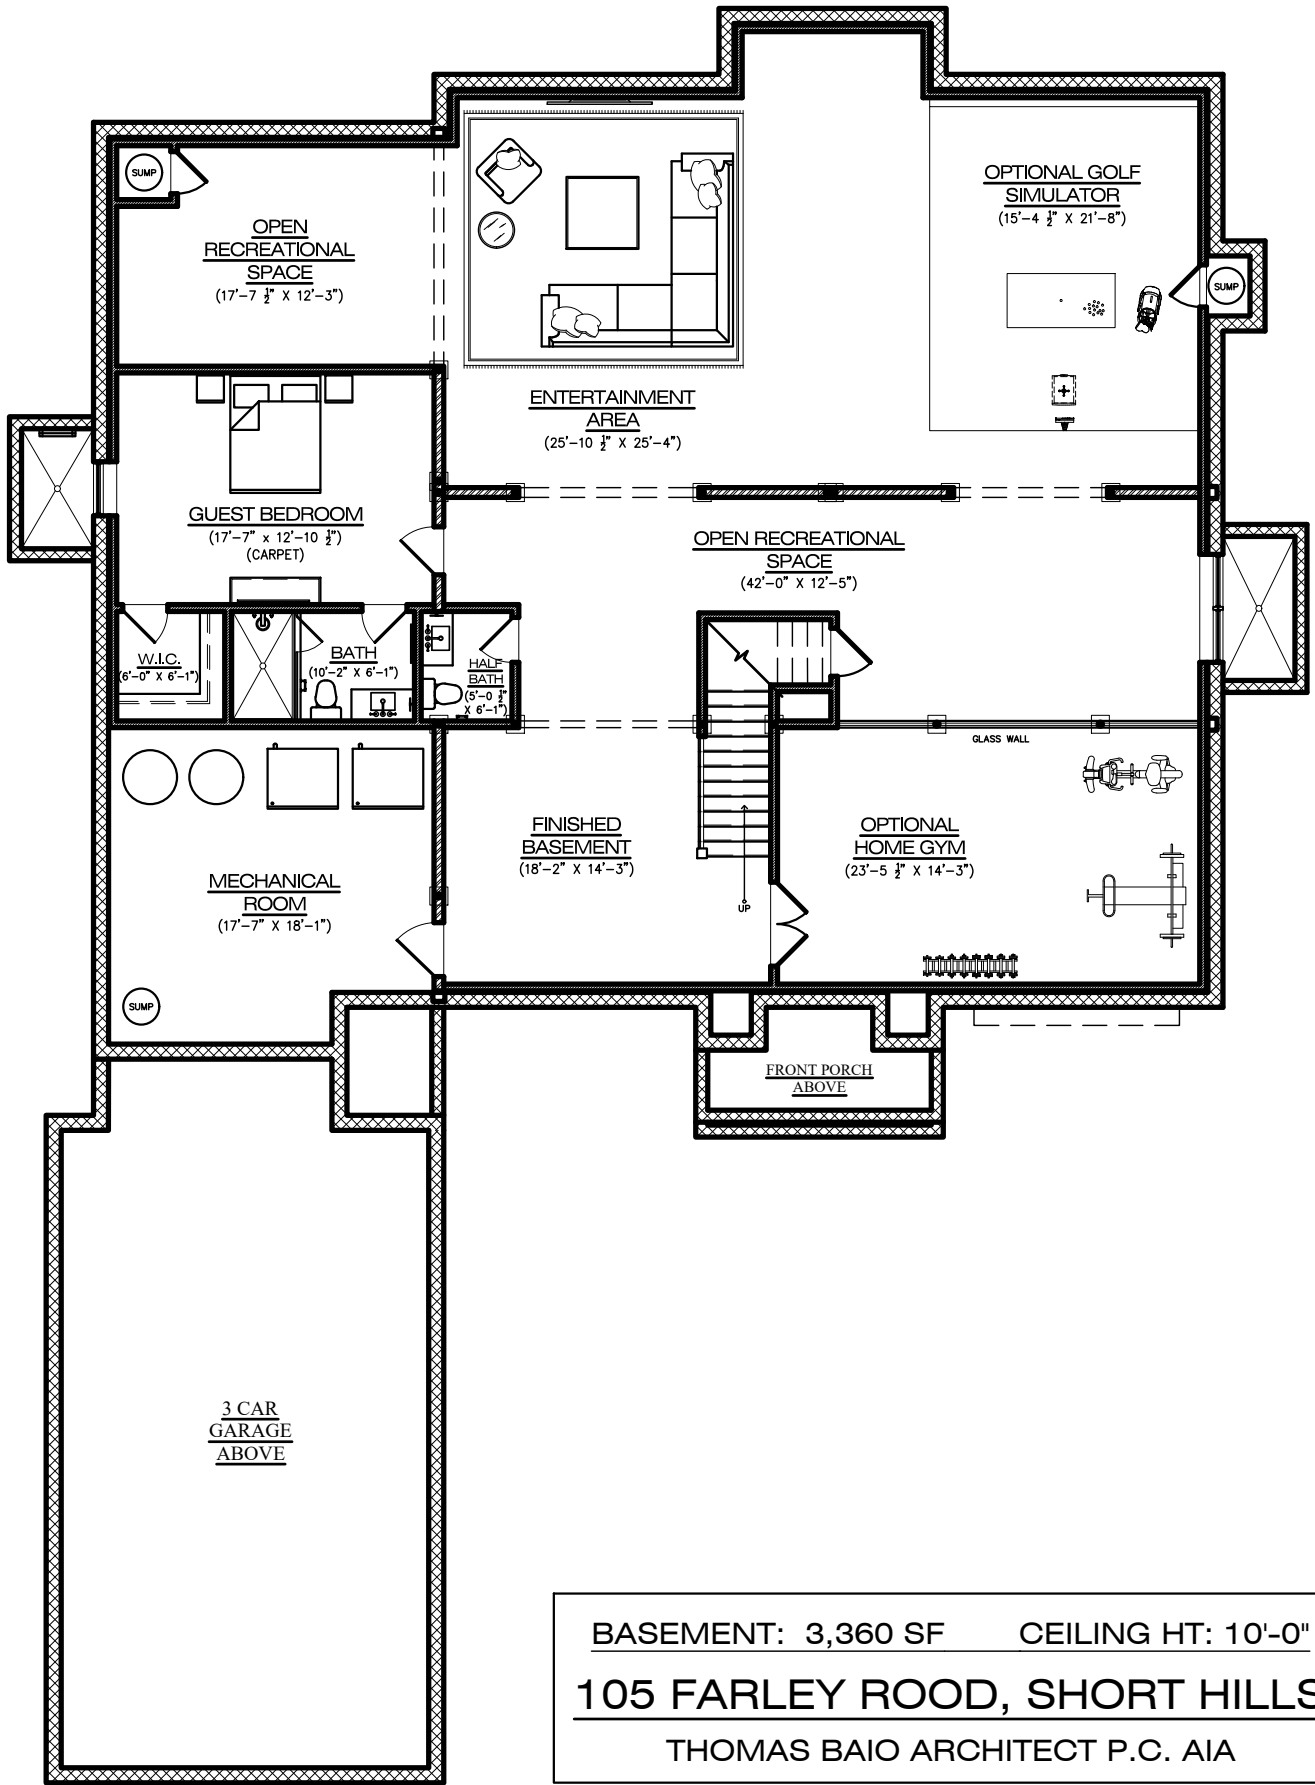 SUMP
OPEN
RECREATIONAL
SPACE
(17'-7 ½" X 12'-3")
OPTIONAL GOLF
SIMULATOR
(15'-4 ½" X 21'-8")
SUMP
ENTERTAINMENT
AREA
(25'-10 ½" X 25'-4")
GUEST BEDROOM
(17'-7" x 12'-10 ½")
(CARPET)
OPEN RECREATIONAL
SPACE
(42'-0" X 12'-5")
W.I.C.
(6'-0" X 6'-1")
BATH
(10'-2" X 6'-1")
HALF
BATH
(5'-0 ½"
X 6'-1")
GLASS WALL
MECHANICAL
ROOM
(17'-7" X 18'-1")
FINISHED
BASEMENT
(18'-2" X 14'-3")
UP
OPTIONAL
HOME GYM
(23'-5 ½" X 14'-3")
SUMP
FRONT PORCH
ABOVE
3 CAR
GARAGE
ABOVE
BASEMENT: 3,360 SF CEILING HT: 10'-0"
105 FARLEY ROOD, SHORT HILLS
THOMAS BAIO ARCHITECT P.C. AIA